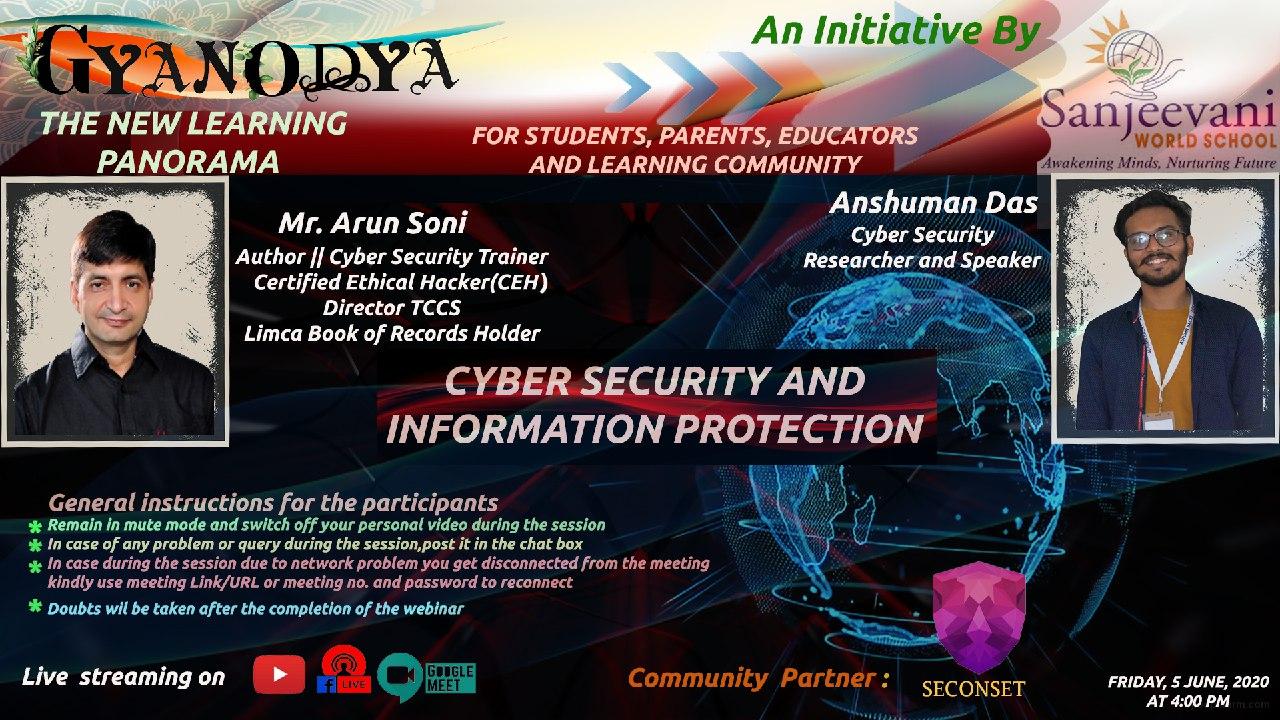 GYANODYA
THE NEW LEARNING
PANORAMA
An Initiative By
Sanjeevani
WORLD SCHOOL
Awakening Minds, Nurturing Future
FOR STUDENTS, PARENTS, EDUCATORS
AND LEARNING COMMUNITY
Mr. Arun Soni
Author || Cyber Security Trainer
Certified Ethical Hacker(CEH)
Director TCCS
Limca Book of Records Holder
Anshuman Das
Cyber Security
Researcher and Speaker
CYBER SECURITY AND
INFORMATION PROTECTION
General instructions for the participants
* Remain in mute mode and switch off your personal video during the session
* In case of any problem or query during the session,post it in the chat box
* In case during the session due to network problem you get disconnected from the meeting
kindly use meeting Link/URL or meeting no. and password to reconnect
* Doubts wil be taken after the completion of the webinar
Live streaming on
f LIVE
GOOGLE
MEET
Community Partner :
SECONSET
FRIDAY, 5 JUNE, 2020
AT 4:00 PM